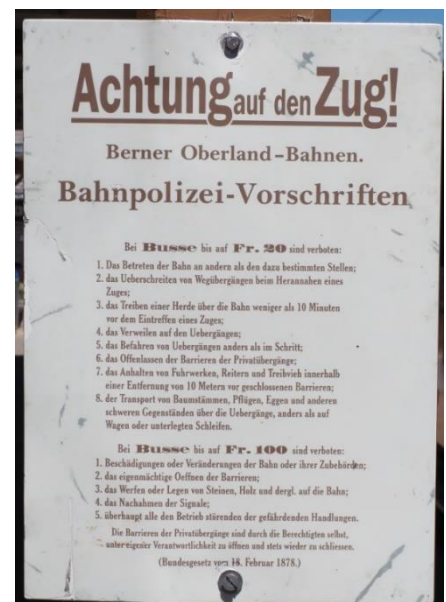 Achtung auf den Zug!
Berner Oberland-Bahnen.
Bahnpolizei-Vorschriften
Bei Busse bis auf Fr. 20 sind verboten:
1. Das Betreten der Bahn an andern als den dazu bestimmten Stellen;
2. das Ueberschreiten von Wegübergängen beim Herannahen eines
Zuges;
3. das Treiben einer Herde über die Bahn weniger als 10 Minuten
vor dem Eintreffen eines Zuges;
4. das Verweilen auf den Uebergängen;
5. das Befahren von Uebergängen anders als im Schritt;
6. das Offenlassen der Barrieren der Privatübergänge;
7. das Anhalten von Fuhrwerken, Reitern und Treibvieh innerhalb
einer Entfernung von 10 Metern vor geschlossenen Barrieren;
8. der Transport von Baumstämmen, Pflügen, Eggen und anderen
schweren Gegenständen über die Uebergänge, anders als auf
Wagen oder unterlegten Schleifen.
Bei Busse bis auf Fr. 100 sind verboten:
1. Beschädigungen oder Veränderungen der Bahn oder ihrer Zubehörden;
2. das eigenmächtige Oeffnen der Barrieren;
3. das Werfen oder Legen von Steinen, Holz und dergl. auf die Bahn;
4. das Nachahmen der Signale;
5. überhaupt alle den Betrieb störenden der gefährdenden Handlungen.
Die Barrieren der Privatübergänge sind durch die Berechtigten selbst,
unter eigener Verantwortlichkeit zu öffnen und stets wieder zu schliessen.
(Bundesgesetz vom 18. Februar 1878.)